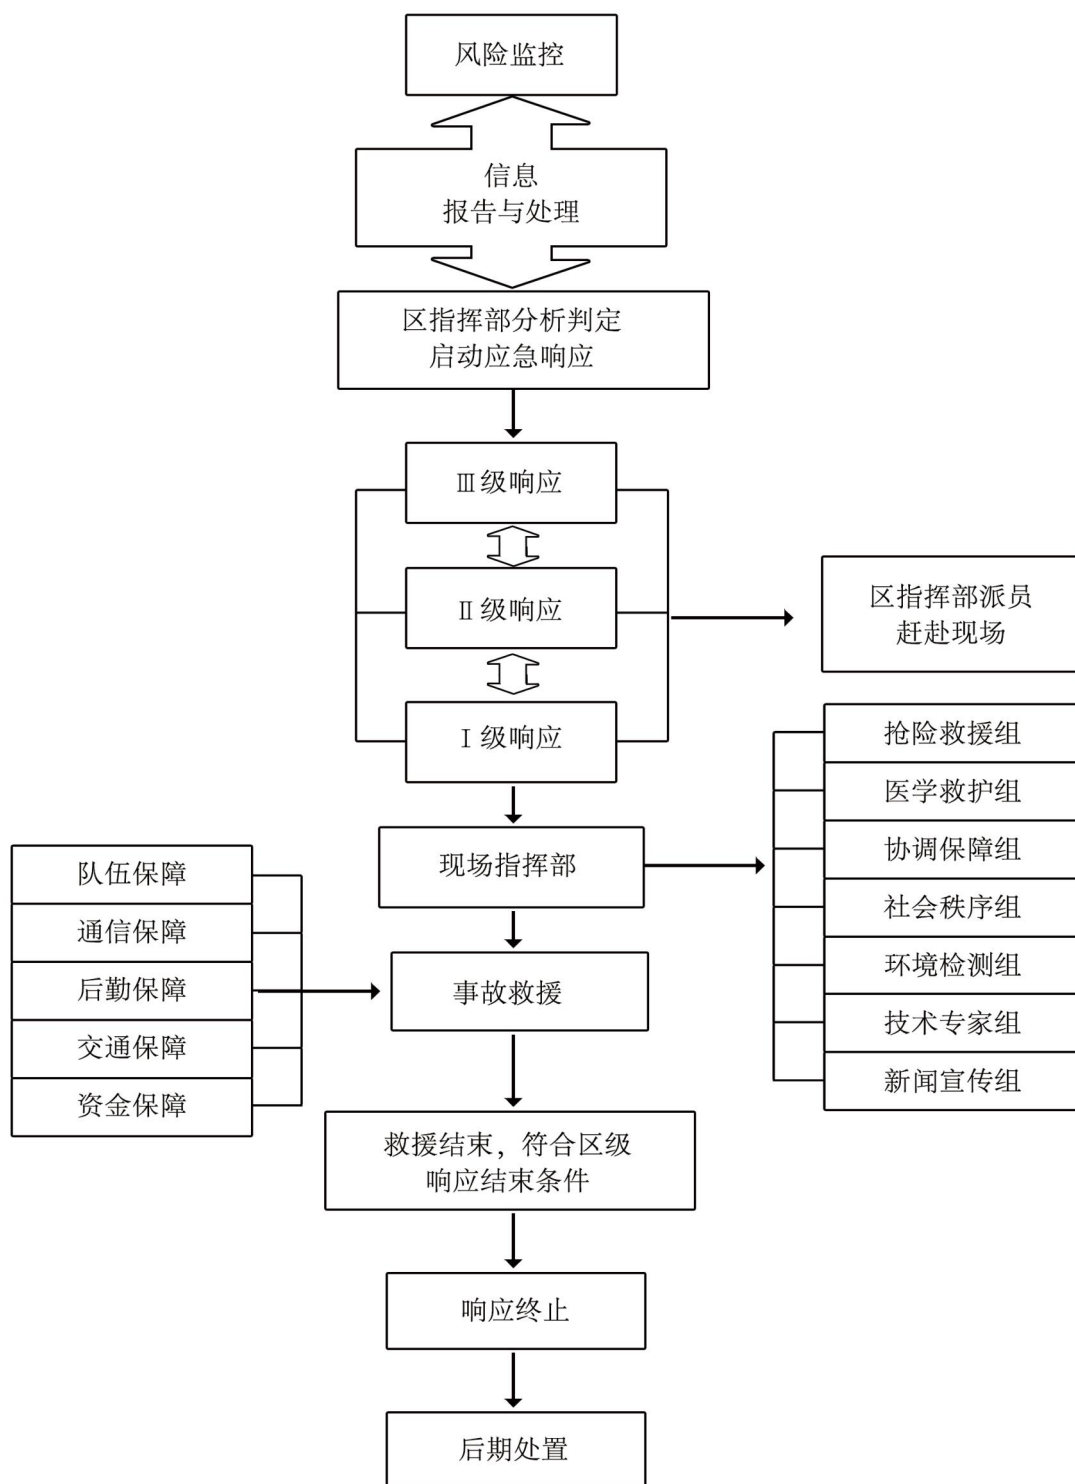 风险监控
信息
报告与处理
区指挥部分析判定
启动应急响应
Ⅲ级响应
Ⅱ级响应
Ⅰ级响应
区指挥部派员
赶赴现场
现场指挥部
抢险救援组
医学救护组
协调保障组
社会秩序组
环境检测组
技术专家组
新闻宣传组
队伍保障
通信保障
后勤保障
交通保障
资金保障
事故救援
救援结束，符合区级
响应结束条件
响应终止
后期处置